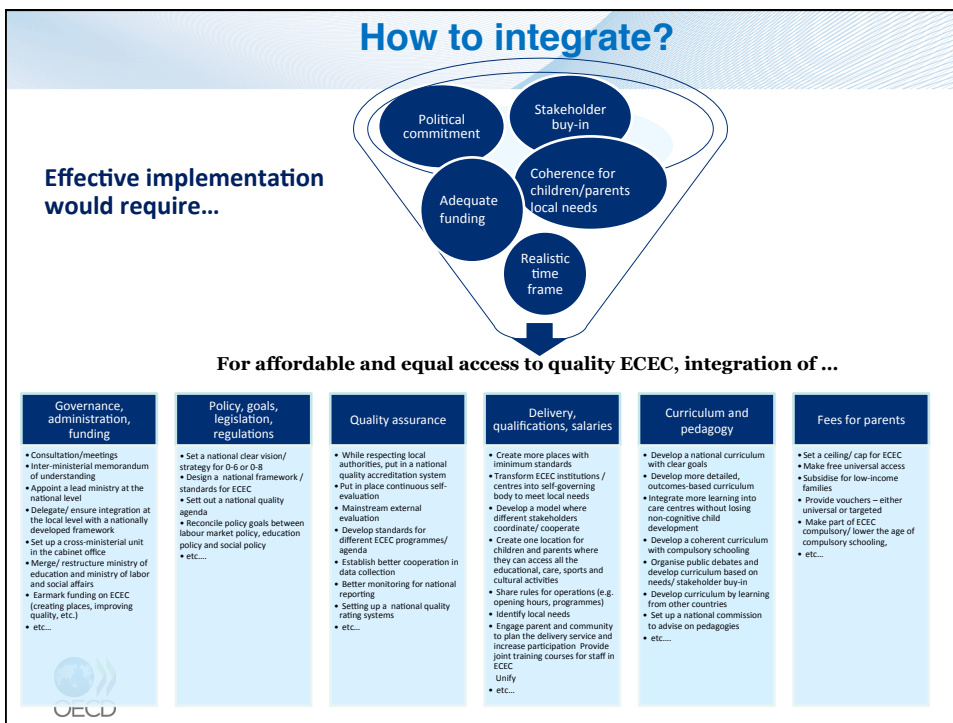 How to integrate?
Political
commitment
Stakeholder
buy-in
Effective implementation
would require…
Adequate
funding
Coherence for
children/parents
local needs
Realistic
time
frame
For affordable and equal access to quality ECEC, integration of ...
Governance,
administration,
funding
•Consultation/meetings
•Inter-ministerial memorandum
of understanding
•Appoint a lead ministry at the
national level
•Delegate/ ensure integration at
the local level with a nationally
developed framework
•Set up a cross-ministerial unit
in the cabinet office
•Merge/ restructure ministry of
education and ministry of labor
and social affairs
• Earmark funding on ECEC
(creating places, improving
quality, etc.)
• etc…
Policy, goals,
legislation,
regulations
• Set a national clear vision/
strategy for 0-6 or 0-8
• Design a national framework /
standards for ECEC
• Sett out a national quality
agenda
• Reconcile policy goals between
labour market policy, education
policy and social policy
• etc….
Quality assurance
• While respecting local
authorities, put in a national
quality accreditation system
• Put in place continuous self-
evaluation
• Mainstream external
evaluation
• Develop standards for
different ECEC programmes/
agenda
• Establish better cooperation in
data collection
• Better monitoring for national
reporting
• Setting up a national quality
rating systems
• etc…
Delivery,
qualifications, salaries
• Create more places with
iminimum standards
• Transform ECEC institutions /
centres into self-governing
body to meet local needs
• Develop a model where
different stakeholders
coordinate/ cooperate
• Create one location for
children and parents where
they can access all the
educational, care, sports and
cultural activities
• Share rules for operations (e.g.
opening hours, programmes)
• Identify local needs
• Engage parent and community
to plan the delivery service and
increase participation Provide
joint training courses for staff in
ECEC
Unify
• etc…
Curriculum and
pedagogy
• Develop a national curriculum
with clear goals
• Develop more detailed,
outcomes-based curriculum
• Integrate more learning into
care centres without losing
non-cognitive child
development
• Develop a coherent curriculum
with compulsory schooling
• Organise public debates and
develop curriculum based on
needs/ stakeholder buy-in
• Develop curriculum by learning
from other countries
• Set up a national commission
to advise on pedagogies
• etc….
Fees for parents
• Set a ceiling/ cap for ECEC
• Make free universal access
• Subsidise for low-income
families
• Provide vouchers – either
universal or targeted
• Make part of ECEC
compulsory/ lower the age of
compulsory schooling,
• etc…
OECD